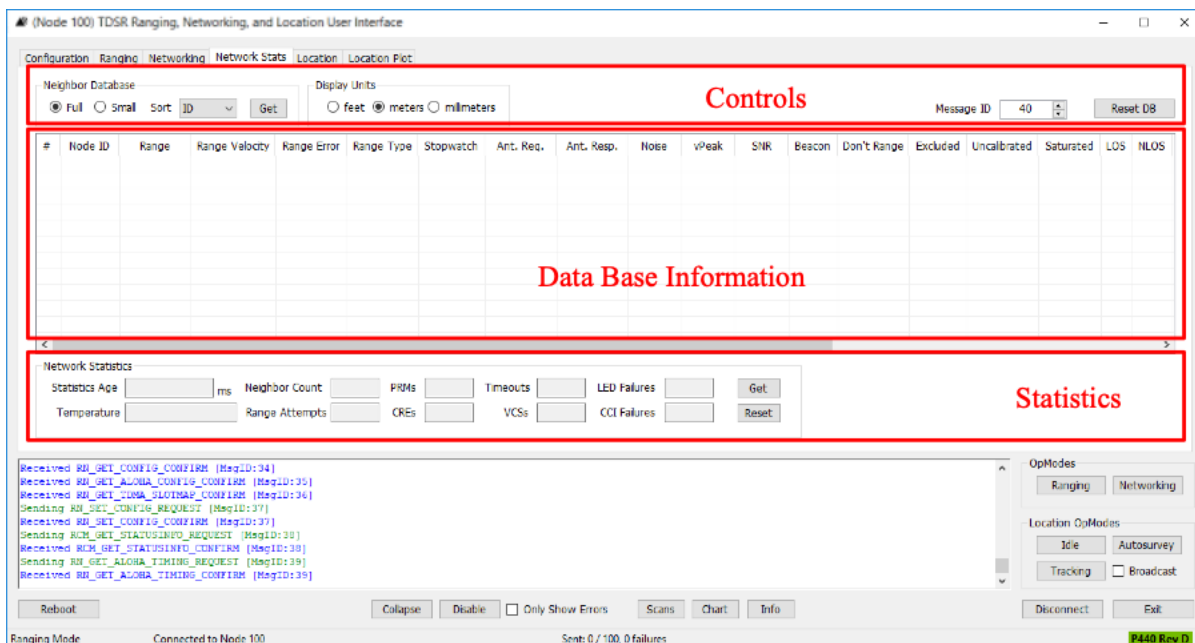 (Node 100) TDSR Ranging, Networking, and Location User Interface
Configuration Ranging Networking Network Stats Location Location Plot
Neighbor Database Display Units
Full Small Sort ID Get feet meters milimeters Controls Message ID 40 Reset DB
# Node ID Range Range Velocity Range Error Range Type Stopwatch Ant. Req. Ant. Resp. Noise vPeak SNR Beacon Don't Range Excluded Uncalibrated Saturated LOS NLOS
Data Base Information
Network Statistics
Statistics Age ms Neighbor Count PRMs Timeouts LED Failures Get
Temperature Range Attempts CREs VCSs CCI Failures Reset
Statistics
Received RN_GET_CONFIG_CONFIRM [MsgID:34]
Received RN_GET_ALOHA_CONFIG_CONFIRM [MsgID:35]
Received RN_GET_TDMA_SLOTMAP_CONFIRM [MsgID:36]
Sending RN_SET_CONFIG_REQUEST [MsgID:37]
Received RN_SET_CONFIG_CONFIRM [MsgID:37]
Sending RCM_GET_STATUSINFO_REQUEST [MsgID:38]
Received RCM_GET_STATUSINFO_CONFIRM [MsgID:38]
Sending RN_GET_ALOHA_TIMING_REQUEST [MsgID:39]
Received RN_GET_ALOHA_TIMING_CONFIRM [MsgID:39]
OpModes
Ranging Networking
Location OpModes
Idle Autosurvey
Tracking Broadcast
Reboot Collapse Disable Only Show Errors Scans Chart Info Disconnect Exit
Ranging Mode Connected to Node 100 Sent: 0 / 100, 0 failures P440 Rev D